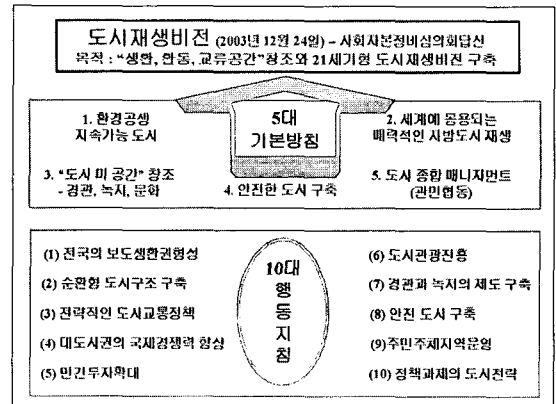 도시재생비전 (2003년 12월 24일) – 사회자본정비심의회답신
목적 : “생활, 활동, 교류공간”창조와 21세기형 도시재생비전 구축
1. 환경공생
지속가능 도시
5대
기본방침
2. 세계에 통용되는
매력적인 지방도시 재생
3. “도시 미 공간” 창조
- 경관, 녹지, 문화
4. 안전한 도시 구축
5. 도시 종합 매니지먼트
(관민협동)
10대
행
동
지
침
(1) 전국의 보도생활권형성
(2) 순환형 도시구조 구축
(3) 전략적인 도시교통정책
(4) 대도시권의 국제경쟁력 향상
(5) 민간투자확대
(6) 도시관광진흥
(7) 경관과 녹지의 제도 구축
(8) 안전 도시 구축
(9)주민주체지역운영
(10) 정책과제의 도시전략